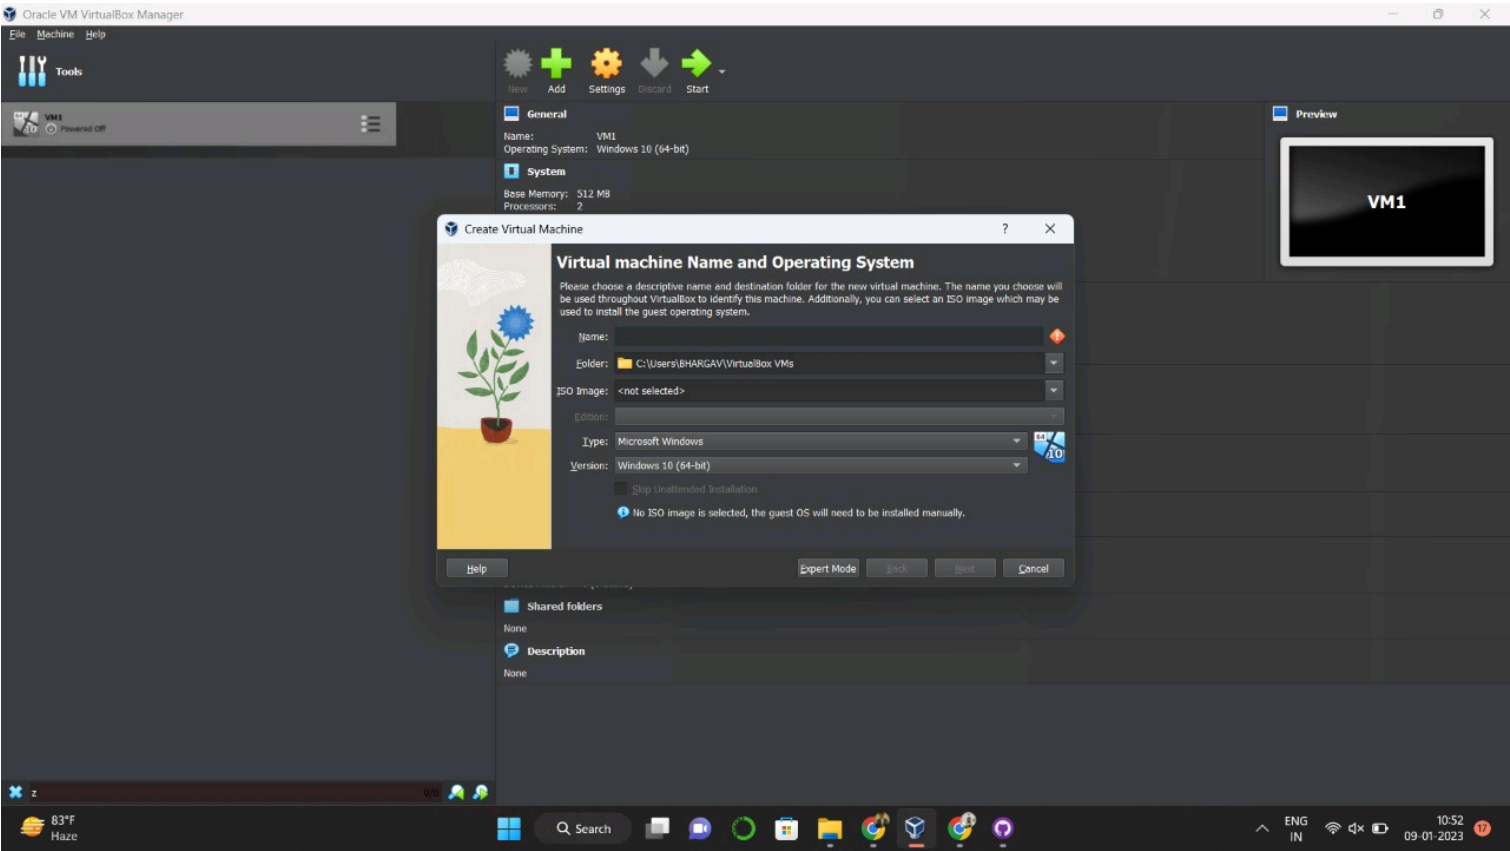 Oracle VM VirtualBox Manager
File Machine Help
Tools
New Add Settings Discard Start
VM1
Powered Off
General
Name: VM1
Operating System: Windows 10 (64-bit)
System
Base Memory: 512 MB
Processors: 2
Preview
VM1
Create Virtual Machine
?
Virtual machine Name and Operating System
Please choose a descriptive name and destination folder for the new virtual machine. The name you choose will
be used throughout VirtualBox to identify this machine. Additionally, you can select an ISO image which may be
used to install the guest operating system.
Name:
Folder: C:\Users\BHARGAV\VirtualBox VMs
ISO Image: <not selected>
Edition:
Type: Microsoft Windows
64
10
Version: Windows 10 (64-bit)
Skip Unattended Installation
No ISO image is selected, the guest OS will need to be installed manually.
Help Expert Mode Back Next Cancel
Shared folders
None
Description
None
z 0/0
83°F
Haze
Search
ENG
IN
10:52
09-01-2023
17